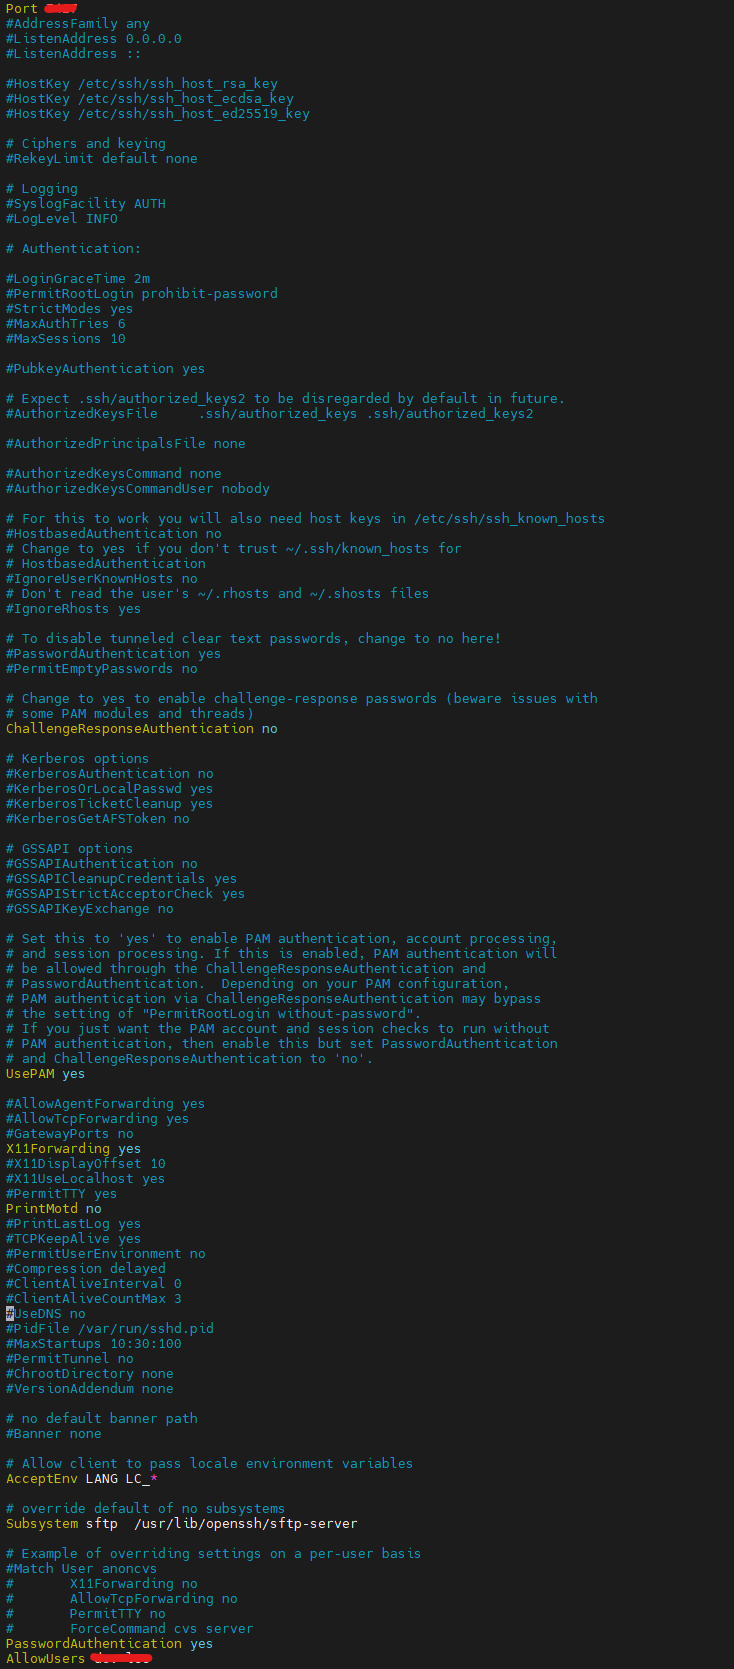 Port
#AddressFamily any
#ListenAddress 0.0.0.0
#ListenAddress ::
#HostKey /etc/ssh/ssh_host_rsa_key
#HostKey /etc/ssh/ssh_host_ecdsa_key
#HostKey /etc/ssh/ssh_host_ed25519_key
# Ciphers and keying
#RekeyLimit default none
# Logging
#SyslogFacility AUTH
#LogLevel INFO
# Authentication:
#LoginGraceTime 2m
#PermitRootLogin prohibit-password
#StrictModes yes
#MaxAuthTries 6
#MaxSessions 10
#PubkeyAuthentication yes
# Expect .ssh/authorized_keys2 to be disregarded by default in future.
#AuthorizedKeysFile     .ssh/authorized_keys .ssh/authorized_keys2
#AuthorizedPrincipalsFile none
#AuthorizedKeysCommand none
#AuthorizedKeysCommandUser nobody
# For this to work you will also need host keys in /etc/ssh/ssh_known_hosts
#HostbasedAuthentication no
# Change to yes if you don't trust ~/.ssh/known_hosts for
# HostbasedAuthentication
#IgnoreUserKnownHosts no
# Don't read the user's ~/.rhosts and ~/.shosts files
#IgnoreRhosts yes
# To disable tunneled clear text passwords, change to no here!
#PasswordAuthentication yes
#PermitEmptyPasswords no
# Change to yes to enable challenge-response passwords (beware issues with
# some PAM modules and threads)
ChallengeResponseAuthentication no
# Kerberos options
#KerberosAuthentication no
#KerberosOrLocalPasswd yes
#KerberosTicketCleanup yes
#KerberosGetAFSToken no
# GSSAPI options
#GSSAPIAuthentication no
#GSSAPICleanupCredentials yes
#GSSAPIStrictAcceptorCheck yes
#GSSAPIKeyExchange no
# Set this to 'yes' to enable PAM authentication, account processing,
# and session processing. If this is enabled, PAM authentication will
# be allowed through the ChallengeResponseAuthentication and
# PasswordAuthentication.  Depending on your PAM configuration,
# PAM authentication via ChallengeResponseAuthentication may bypass
# the setting of "PermitRootLogin without-password".
# If you just want the PAM account and session checks to run without
# PAM authentication, then enable this but set PasswordAuthentication
# and ChallengeResponseAuthentication to 'no'.
UsePAM yes
#AllowAgentForwarding yes
#AllowTcpForwarding yes
#GatewayPorts no
X11Forwarding yes
#X11DisplayOffset 10
#X11UseLocalhost yes
#PermitTTY yes
PrintMotd no
#PrintLastLog yes
#TCPKeepAlive yes
#PermitUserEnvironment no
#Compression delayed
#ClientAliveInterval 0
#ClientAliveCountMax 3
#UseDNS no
#PidFile /var/run/sshd.pid
#MaxStartups 10:30:100
#PermitTunnel no
#ChrootDirectory none
#VersionAddendum none
# no default banner path
#Banner none
# Allow client to pass locale environment variables
AcceptEnv LANG LC_*
# override default of no subsystems
Subsystem sftp  /usr/lib/openssh/sftp-server
# Example of overriding settings on a per-user basis
#Match User anoncvs
#       X11Forwarding no
#       AllowTcpForwarding no
#       PermitTTY no
#       ForceCommand cvs server
PasswordAuthentication yes
AllowUsers